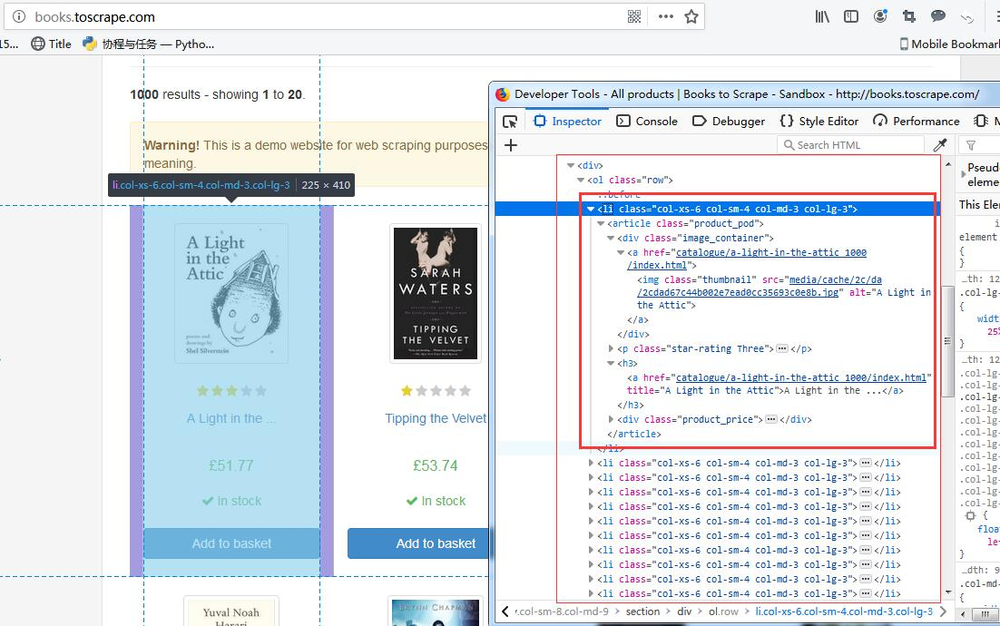 books.toscrape.com
15...
Title
协程与任务 — Pytho...
Mobile Bookmar
1000 results - showing 1 to 20.
Warning! This is a demo website for web scraping purposes
meaning.
li.col-xs-6.col-sm-4.col-md-3.col-lg-3 | 225 × 410
A Light
in the
Attic
poems and
drawings by
Shel Silverstein
SARAH
WATERS
TIPPING
THE VELVET
A Light in the ...
Tipping the Velvet
£51.77
£53.74
In stock
In stock
Add to basket
Add to basket
Yuval Noah
Harari
Developer Tools - All products | Books to Scrape - Sandbox - http://books.toscrape.com/
Inspector
Console
Debugger
{} Style Editor
Performance
M
+
Search HTML
<div>
<ol class="row">
::before
<li class="col-xs-6 col-sm-4 col-md-3 col-lg-3">
<article class="product_pod">
<div class="image_container">
<a href="catalogue/a-light-in-the-attic_1000
/index.html">
<img class="thumbnail" src="media/cache/2c/da
/2cdad67c44b002e7ead0cc35693c0e8b.jpg" alt="A Light in
the Attic">
</a>
</div>
<p class="star-rating Three"> </p>
<h3>
<a href="catalogue/a-light-in-the-attic_1000/index.html"
title="A Light in the Attic">A Light in the ...</a>
</h3>
<div class="product_price"> </div>
</article>
</li>
<li class="col-xs-6 col-sm-4 col-md-3 col-lg-3"> </li>
<li class="col-xs-6 col-sm-4 col-md-3 col-lg-3"> </li>
<li class="col-xs-6 col-sm-4 col-md-3 col-lg-3"> </li>
<li class="col-xs-6 col-sm-4 col-md-3 col-lg-3"> </li>
<li class="col-xs-6 col-sm-4 col-md-3 col-lg-3"> </li>
<li class="col-xs-6 col-sm-4 col-md-3 col-lg-3"> </li>
<li class="col-xs-6 col-sm-4 col-md-3 col-lg-3"> </li>
<li class="col-xs-6 col-sm-4 col-md-3 col-lg-3"> </li>
<li class="col-xs-6 col-sm-4 col-md-3 col-lg-3"> </li>
<li class="col-xs-6 col-sm-4 col-md-3 col-lg-3"> </li>
.col-sm-8.col-md-9 > section > div > ol.row > li.col-xs-6.col-sm-4.col-md-3.col-lg-3
Pseudo
eleme
This Ele
element
{
}
…th: 12
.col-lg-
{
width
25%
}
…th: 12
.col-lg-
.col-lg-
.col-lg-
.col-lg-
.col-lg-
.col-lg-
.col-lg-
.col-lg-
.col-lg-
.col-lg-
.col-lg-
.col-lg-
{
floa
le
}
…dth: 9
.col-md-
{